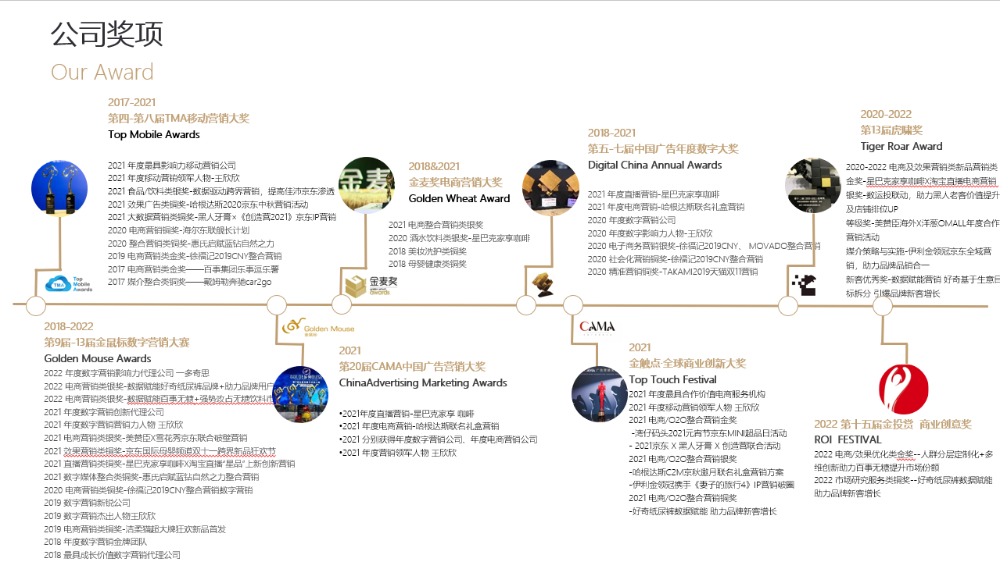 公司奖项
Our Award
2017-2021
第四-第八届TMA移动营销大奖
Top Mobile Awards
2021 年度最具影响力移动营销公司
2021 年度移动营销领军人物-王欣欣
2021 食品/饮料类银奖-数据驱动跨界营销，提高佳沛京东渗透
2021 效果广告类铜奖-哈根达斯2020京东中秋营销活动
2021 大数据营销类铜奖-黑人牙膏×《创造营2021》京东IP营销
2020 电商营销铜奖-海尔东联舰长计划
2020 整合营销类铜奖-惠氏启赋蓝钻自然之力
2019 电商营销类金奖-徐福记2019CNY整合营销
2017 电商营销类金奖——百事集团乐事逗乐薯
2017 媒介整合类铜奖——戴姆勒奔驰car2go
TMA
Top
Mobile
Awards
金麦
2018&2021
金麦奖电商营销大奖
Golden Wheat Award
2021 电商整合营销类银奖
2020 酒水饮料类银奖-星巴克家享咖啡
2018 美妆洗护类铜奖
2018 母婴健康类铜奖
金麦奖
golden wheat
awards
2018-2021
第五-七届中国广告年度数字大奖
Digital China Annual Awards
2021 年度直播营销-星巴克家享咖啡
2021 年度电商营销-哈根达斯联名礼盒营销
2020 年度数字营销公司
2020 年度数字影响力人物-王欣欣
2020 电子商务营销银奖-徐福记2019CNY、 MOVADO整合营销
2020 社会化营销铜奖-徐福记2019CNY整合营销
2020 精准营销铜奖-TAKAMI2019天猫双11营销
2020-2022
第13届虎啸奖
Tiger Roar Award
2020-2022 电商及效果营销类新品营销类
金奖-星巴克家享咖啡X淘宝直播电商营销
银奖-数运投联动，助力黑人老客价值提升
及店铺排位UP
等级奖-美赞臣海外X洋葱OMALL年度合作
营销活动
媒介策略与实施-伊利金领冠京东全域营
销，助力品牌品销合一
新客优秀奖-数据赋能营销 好奇基于生意目
标拆分 引爆品牌新客增长
2018-2022
第9届-13届金鼠标数字营销大赛
Golden Mouse Awards
2022 年度数字营销影响力代理公司 一多奇思
2022 电商营销类银奖-数据赋能好奇纸尿裤品牌+助力品牌用户
2022 电商营销类银奖-数据赋能百事无糖+强势攻占无糖饮料市
2021 年度数字营销创新代理公司
2021 年度数字营销营销力人物 王欣欣
2021 电商营销类银奖-美赞臣X雪花秀京东联合破壁营销
2021 效果营销类铜奖-京东国际母婴频道双十一跨界新品狂欢节
2021 直播营销类铜奖-星巴克家享咖啡X淘宝直播“星品”上新创新营销
2021 数字媒体整合类铜奖-惠氏启赋蓝钻自然之力整合营销
2020 电商营销类铜奖-徐福记2019CNY整合营销数字营销
2019 数字营销新锐公司
2019 数字营销杰出人物王欣欣
2019 电商营销类铜奖-洁柔猫超大牌狂欢新品首发
2018 年度数字营销金牌团队
2018 最具成长价值数字营销代理公司
Golden Mouse
金鼠标
GOLDEN MOUSE
2021
第20届CAMA中国广告营销大奖
ChinaAdvertising Marketing Awards
•2021年度直播营销-星巴克家享 咖啡
•2021 年度电商营销-哈根达斯联名礼盒营销
•2021 分别获得年度数字营销公司、年度电商营销公司
•2021 年度营销领军人物 王欣欣
CAMA
2021
金触点·全球商业创新大奖
Top Touch Festival
2021 年度最具合作价值电商服务机构
2021 年度移动营销领军人物 王欣欣
2021 电商/O2O整合营销金奖
-湾仔码头2021元宵节京东MINI超品日活动
- 2021京东 X 黑人牙膏 X 创造营联合活动
2021 电商/O2O整合营销银奖
-哈根达斯C2M京秋邀月联名礼盒营销方案
-伊利金领冠携手《妻子的旅行4》IP营销破圈
2021 电商/O2O整合营销铜奖
-好奇纸尿裤数据赋能 助力品牌新客增长
2022 第十五届金投赏 商业创意奖
ROI FESTIVAL
2022 电商/效果优化类金奖--人群分层定制化+多
维创新助力百事无糖提升市场份额
2022 市场研究服务类铜奖--好奇纸尿裤数据赋能
助力品牌新客增长